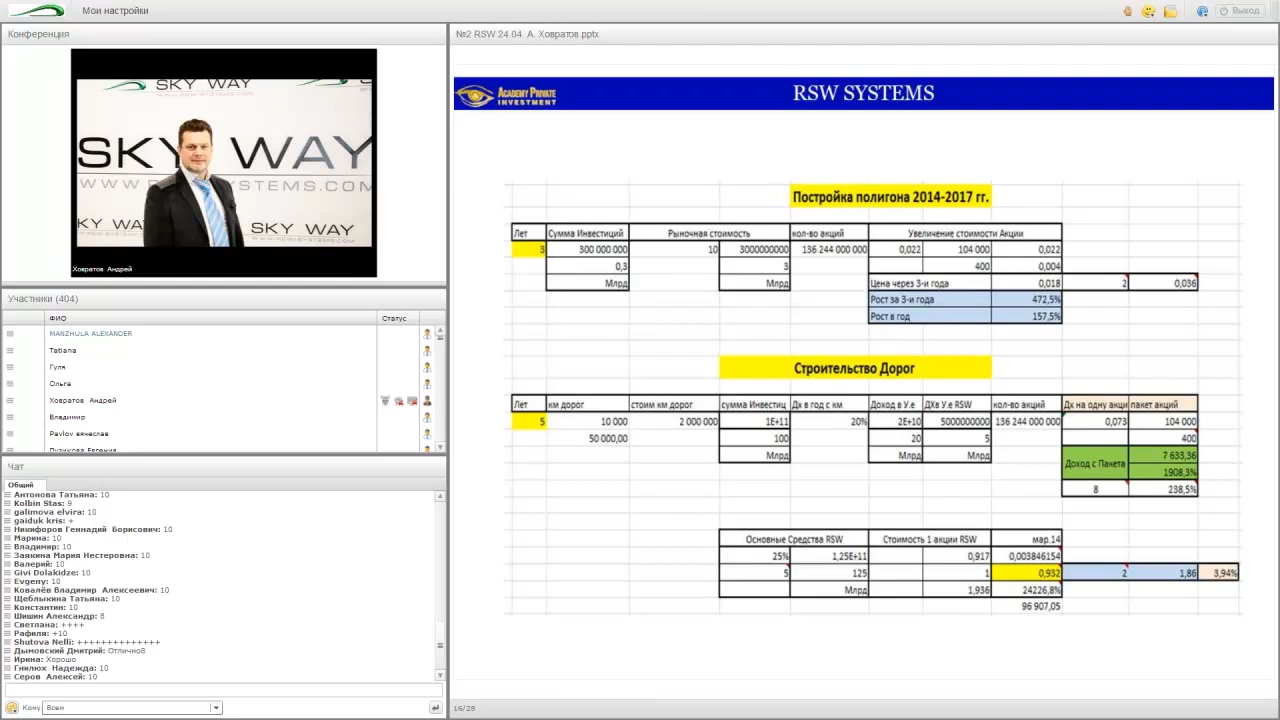 Мои настройки
Выход
Конференция
№2 RSW 24.04 А. Ховратов.pptx
SKY WAY
SKY WAY
KY WAY
SKY WAY
Ховратов Андрей
Участники (404)
ФИО Статус
MANZHULA ALEXANDER
Tatiana
Гуля
Ольга
Ховратов Андрей
Владимир
Pavlov вячеслав
Чат
Общий
Антонова Татьяна: 10
Kolbin Stas: 9
galimova elvira: 10
gaiduk kris: +
Никифоров Геннадий Борисович: 10
Марина: 10
Владимир: 10
Заякина Мария Нестеровна: 10
Валерий: 10
Givi Dolakidze: 10
Evgeny: 10
Ковалёв Владимир Алексеевич: 10
Щеблыкина Татьяна: 10
Константин: 10
Шишин Александр: 8
Светлана: ++++
Рафиля: +10
Shutova Nelli: ++++++++++++++
Дымовский Дмитрий: Отлично8
Ирина: Хорошо
Гнилюх Надежда: 10
Серов Алексей: 10
Кому Всем
ACADEMY PRIVATE
INVESTMENT
RSW SYSTEMS
Постройка полигона 2014-2017 гг.
Лет Сумма Инвестиций Рыночная стоимость кол-во акций Увеличение стоимости Акции
3 300 000 000 10 3000000000 136 244 000 000 0,022 104 000 0,022
0,3 3 400 0,004
Млрд Млрд Цена через 3-и года 0,018 2 0,036
Рост за 3-и года 472,5%
Рост в год 157,5%
Строительство Дорог
Лет км дорог стоим км дорог сумма Инвестиц Дх в год с км Доход в У.е ДХв У.е RSW кол-во акций Дх на одну акци пакет акций
5 10 000 2 000 000 1E+11 20% 2E+10 5000000000 136 244 000 000 0,073 104 000
50 000,00 100 20 5 400
Млрд Млрд Млрд Доход с Пакета 7 633,36
1908,3%
8 238,5%
Основные Средства RSW Стоимость 1 акции RSW мар.14
25% 1,25E+11 0,917 0,003846154
5 125 1 0,932 2 1,86 3,94%
Млрд 1,936 24226,8%
96 907,05
16/28